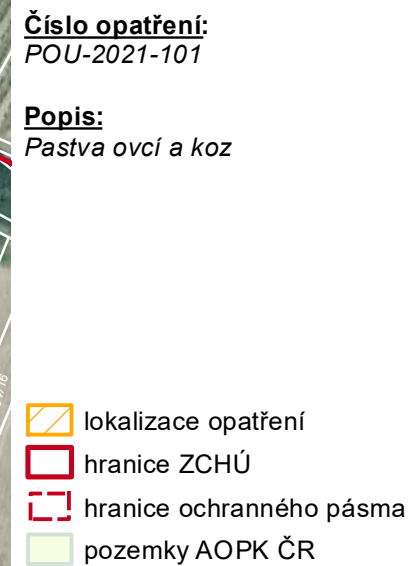 Číslo opatření:
POU-2021-101
Popis:
Pastva ovcí a koz
lokalizace opatření
hranice ZCHÚ
hranice ochranného pásma
pozemky AOPK ČR